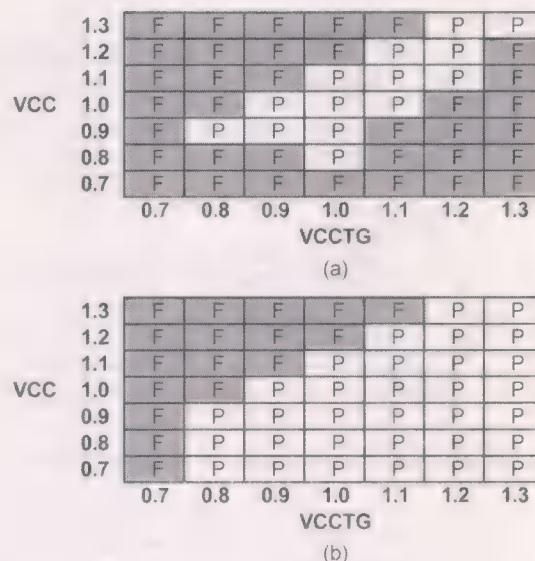 1.3 F F F F F P P
1.2 F F F F P P F
1.1 F F F P P P F
VCC 1.0 F F P P P F F
0.9 F P P P F F F
0.8 F F F P F F F
0.7 F F F F F F F
0.7 0.8 0.9 1.0 1.1 1.2 1.3
VCCTG
(a)
1.3 F F F F F P P
1.2 F F F F P P P
1.1 F F F P P P P
VCC 1.0 F F P P P P P
0.9 F P P P P P P
0.8 F P P P P P P
0.7 F P P P P P P
0.7 0.8 0.9 1.0 1.1 1.2 1.3
VCCTG
(b)